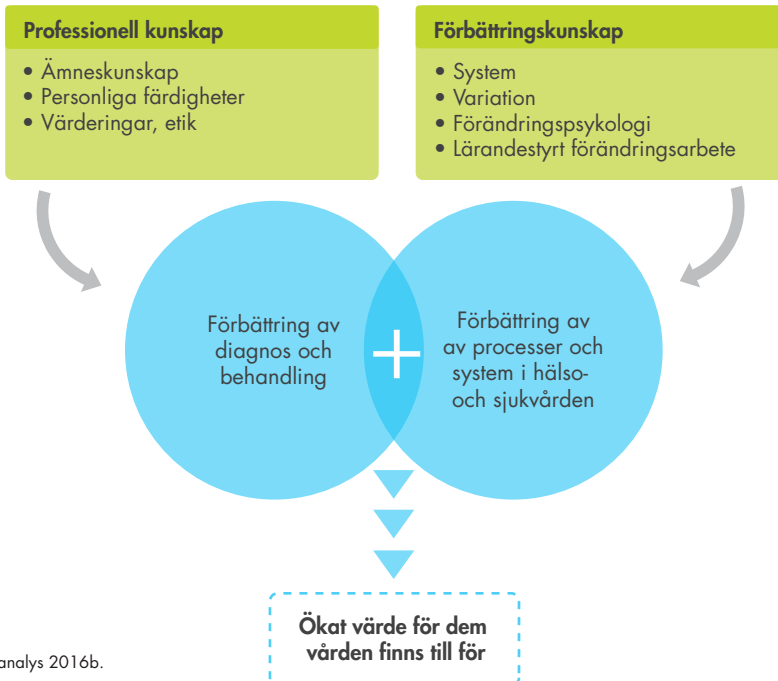 Professionell kunskap
• Ämneskunskap
• Personliga färdigheter
• Värderingar, etik
Förbättringskunskap
• System
• Variation
• Förändringspsykologi
• Lärandestyrt förändringsarbete
Förbättring av
diagnos och
behandling
+
Förbättring av
av processer och
system i hälso-
och sjukvården
Ökat värde för dem
vården finns till för
analys 2016b.